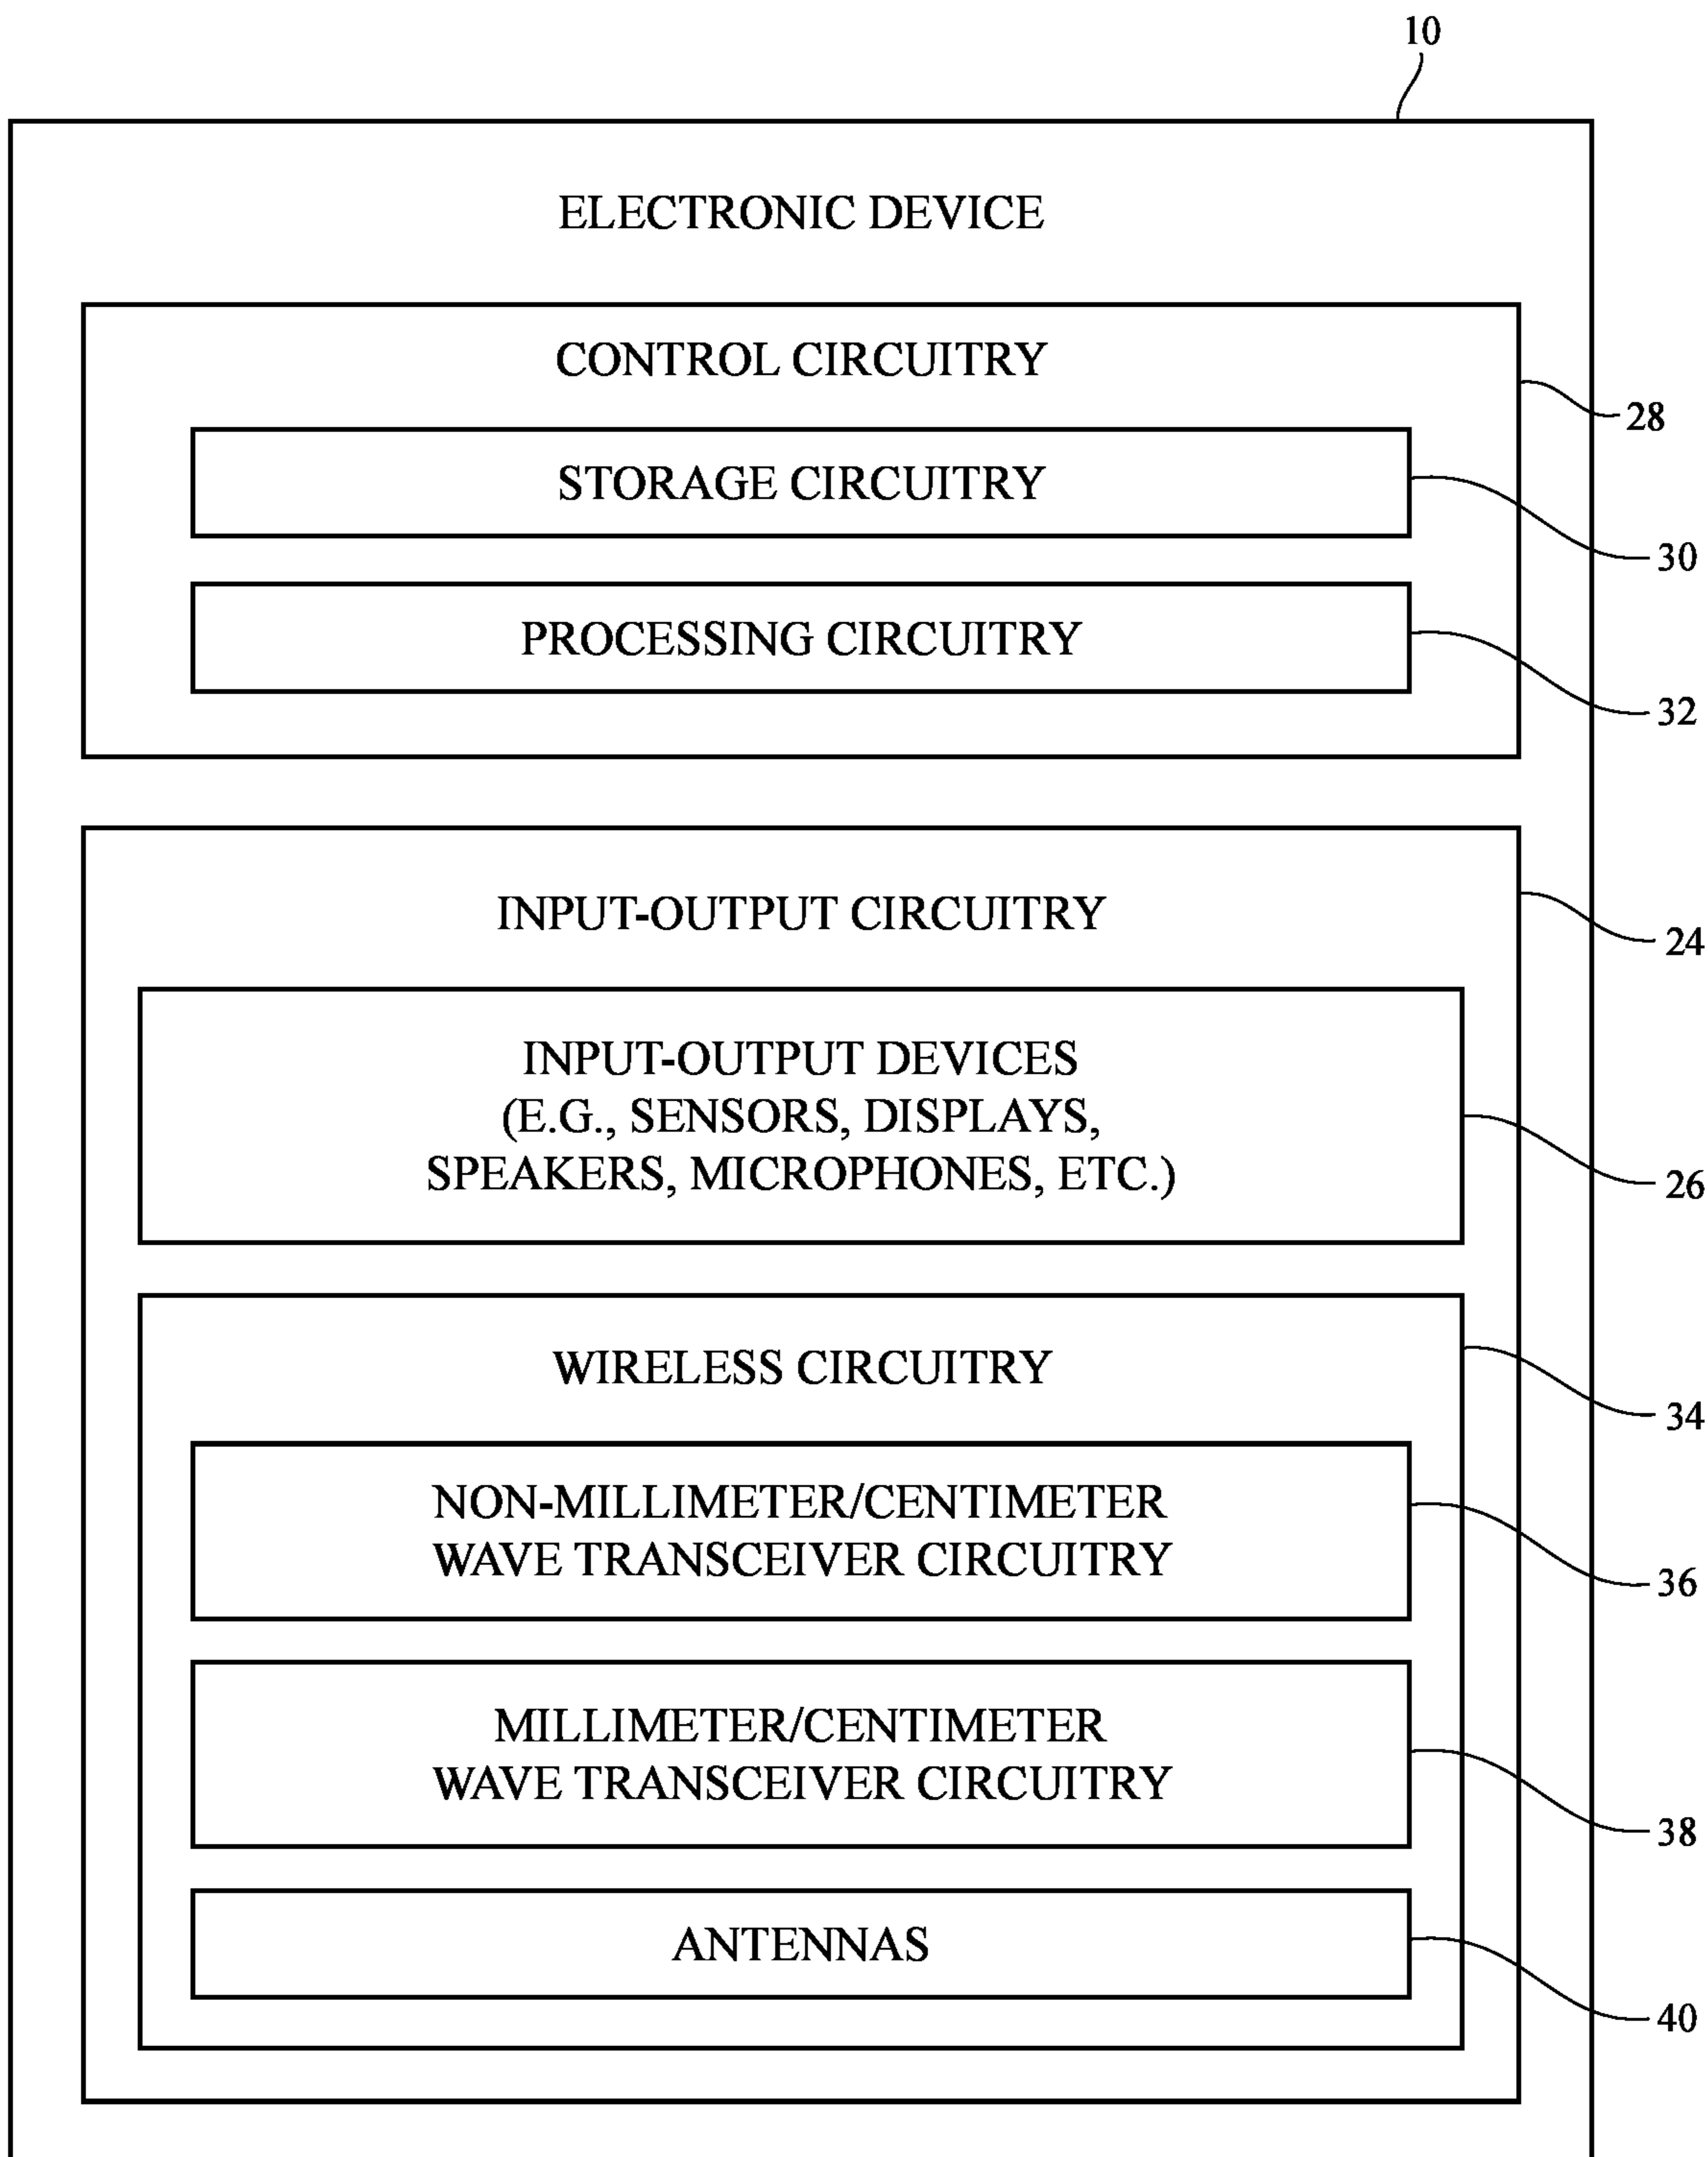 10
ELECTRONIC DEVICE
CONTROL CIRCUITRY
28
STORAGE CIRCUITRY
30
PROCESSING CIRCUITRY
32
INPUT-OUTPUT CIRCUITRY
24
INPUT-OUTPUT DEVICES
(E.G., SENSORS, DISPLAYS,
SPEAKERS, MICROPHONES, ETC.)
26
WIRELESS CIRCUITRY
34
NON-MILLIMETER/CENTIMETER
WAVE TRANSCEIVER CIRCUITRY
36
MILLIMETER/CENTIMETER
WAVE TRANSCEIVER CIRCUITRY
38
ANTENNAS
40